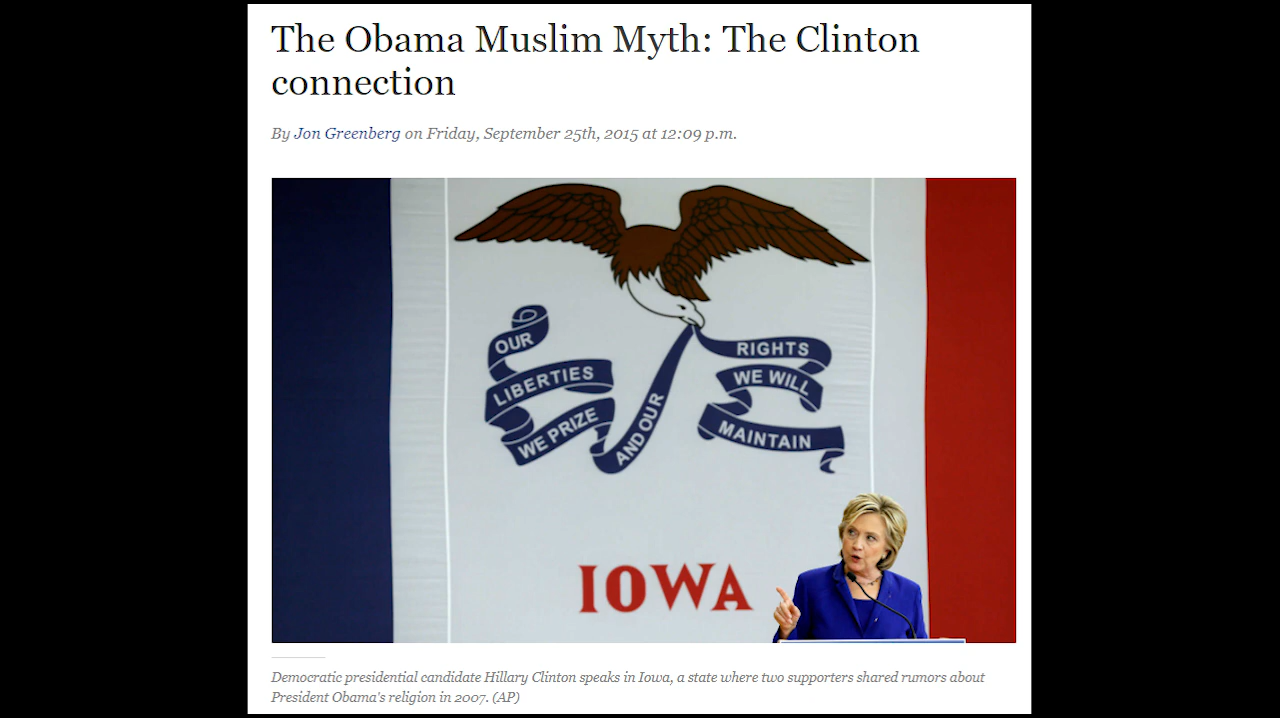 The Obama Muslim Myth: The Clinton
connection
By Jon Greenberg on Friday, September 25th, 2015 at 12:09 p.m.
OUR
LIBERTIES
WE PRIZE
AND OUR
RIGHTS
WE WILL
MAINTAIN
IOWA
Democratic presidential candidate Hillary Clinton speaks in Iowa, a state where two supporters shared rumors about
President Obama's religion in 2007. (AP)